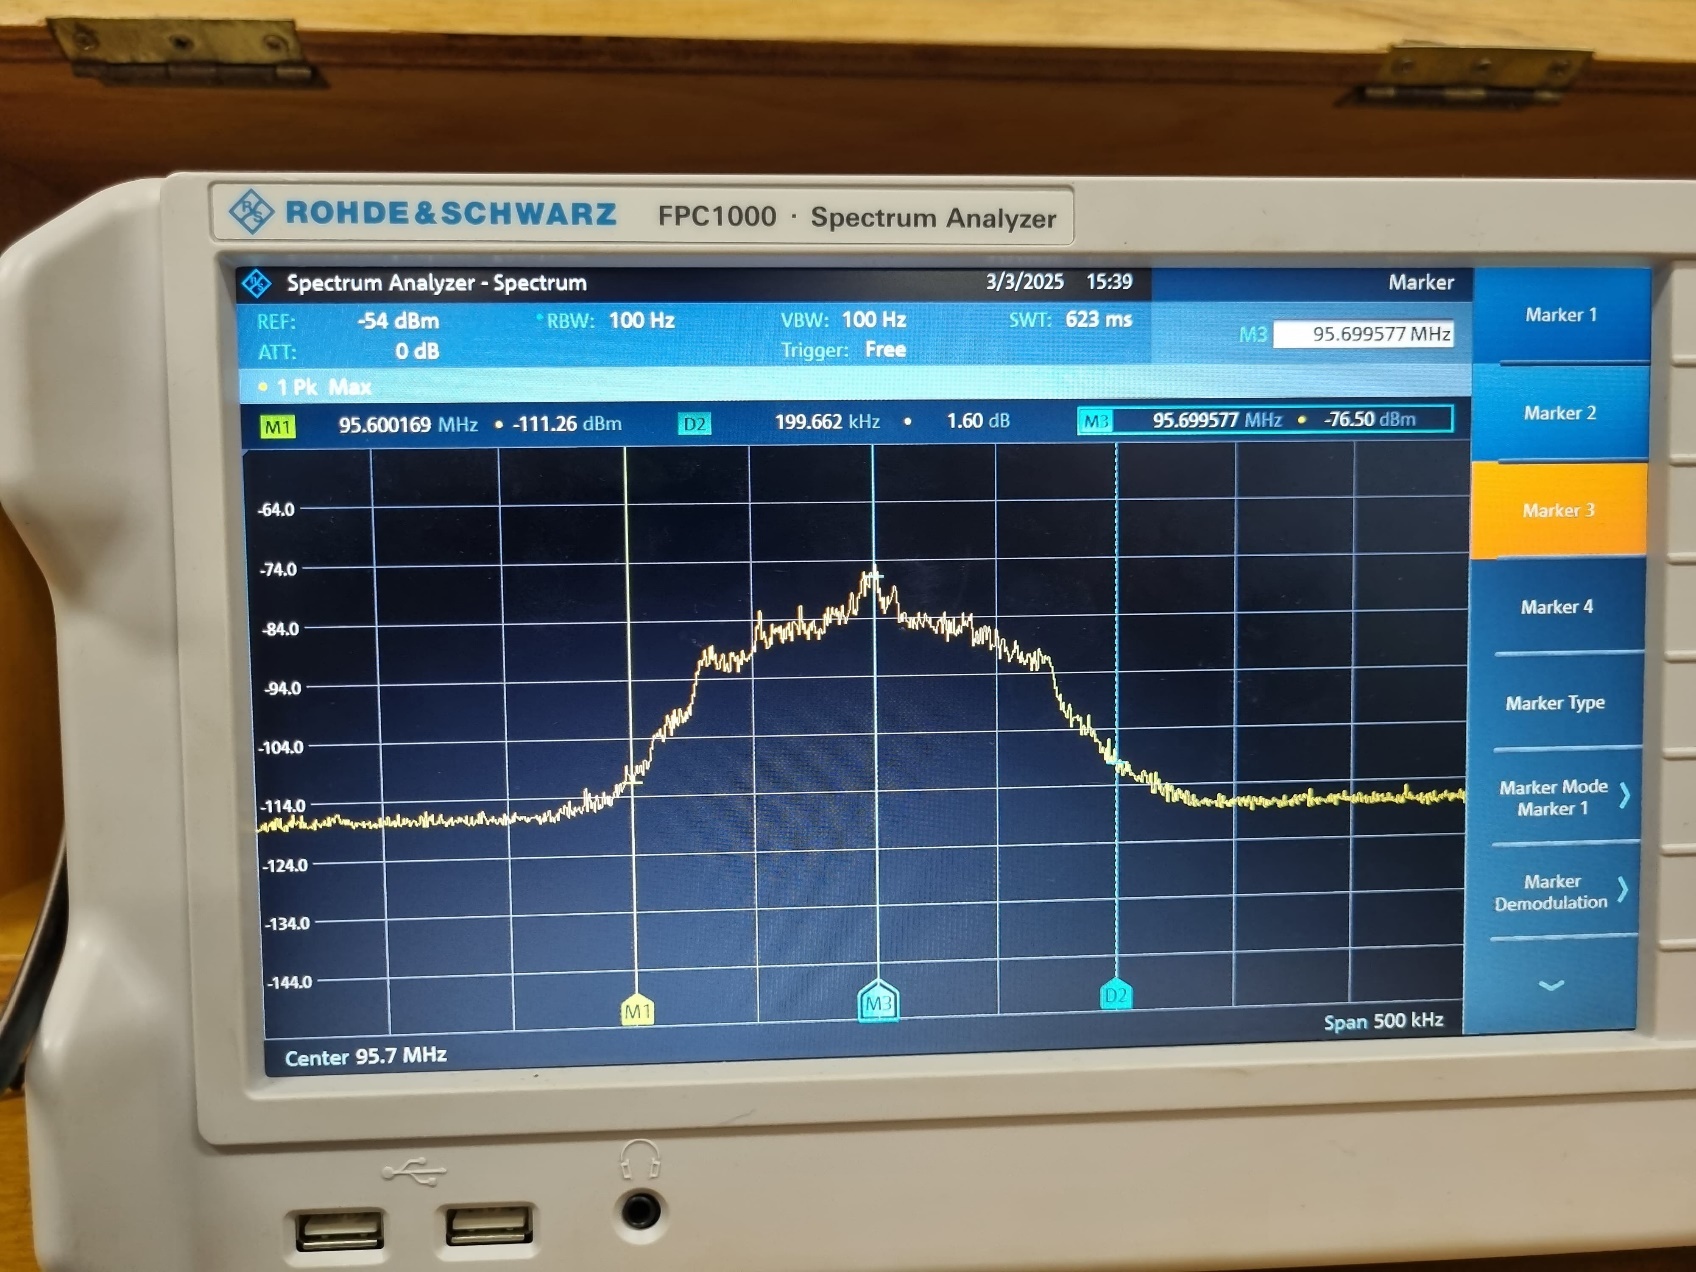 ROHDE&SCHWARZ FPC1000 · Spectrum Analyzer
Spectrum Analyzer - Spectrum 3/3/2025 15:39 Marker
REF: -54 dBm RBW: 100 Hz VBW: 100 Hz SWT: 623 ms
ATT: 0 dB Trigger: Free
M3 95.699577 MHz
1 Pk Max
M1 95.600169 MHz • -111.26 dBm D2 199.662 kHz • 1.60 dB M3 95.699577 MHz • -76.50 dBm
-64.0
-74.0
-84.0
-94.0
-104.0
-114.0
-124.0
-134.0
-144.0
M1 M3 D2
Center 95.7 MHz Span 500 kHz
Marker 1
Marker 2
Marker 3
Marker 4
Marker Type
Marker Mode
Marker 1
Marker
Demodulation